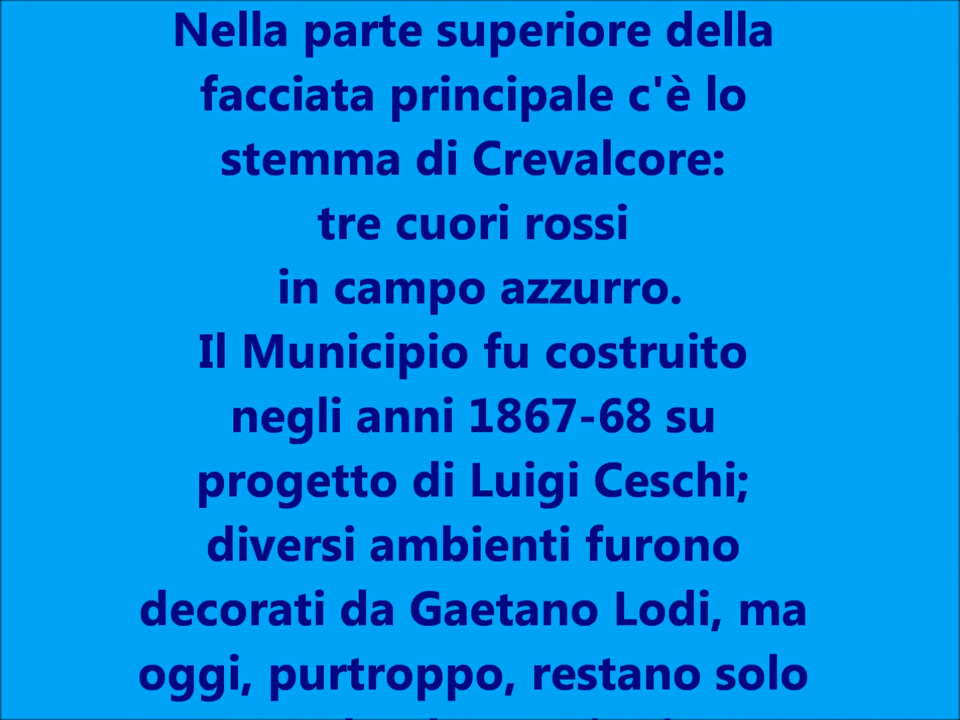 Nella parte superiore della
facciata principale c'è lo
stemma di Crevalcore:
tre cuori rossi
in campo azzurro.
Il Municipio fu costruito
negli anni 1867-68 su
progetto di Luigi Ceschi;
diversi ambienti furono
decorati da Gaetano Lodi, ma
oggi, purtroppo, restano solo